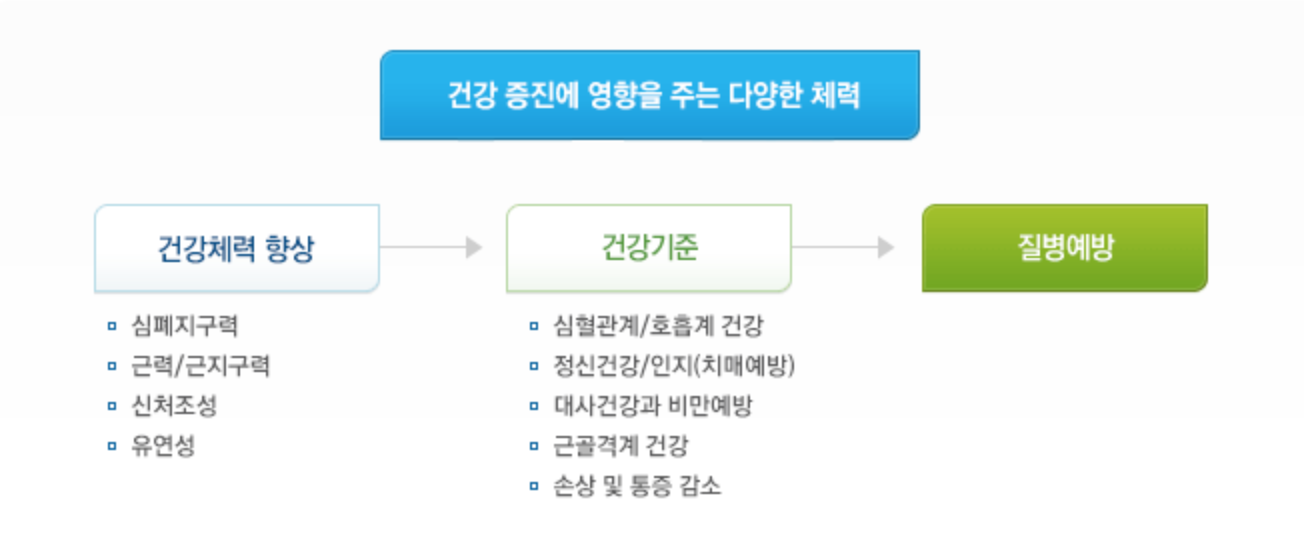 건강 증진에 영향을 주는 다양한 체력
건강체력 향상
심폐지구력
근력/근지구력
신처조성
유연성
건강기준
심혈관계/호흡계 건강
정신건강/인지(치매예방)
대사건강과 비만예방
근골격계 건강
손상 및 통증 감소
질병예방